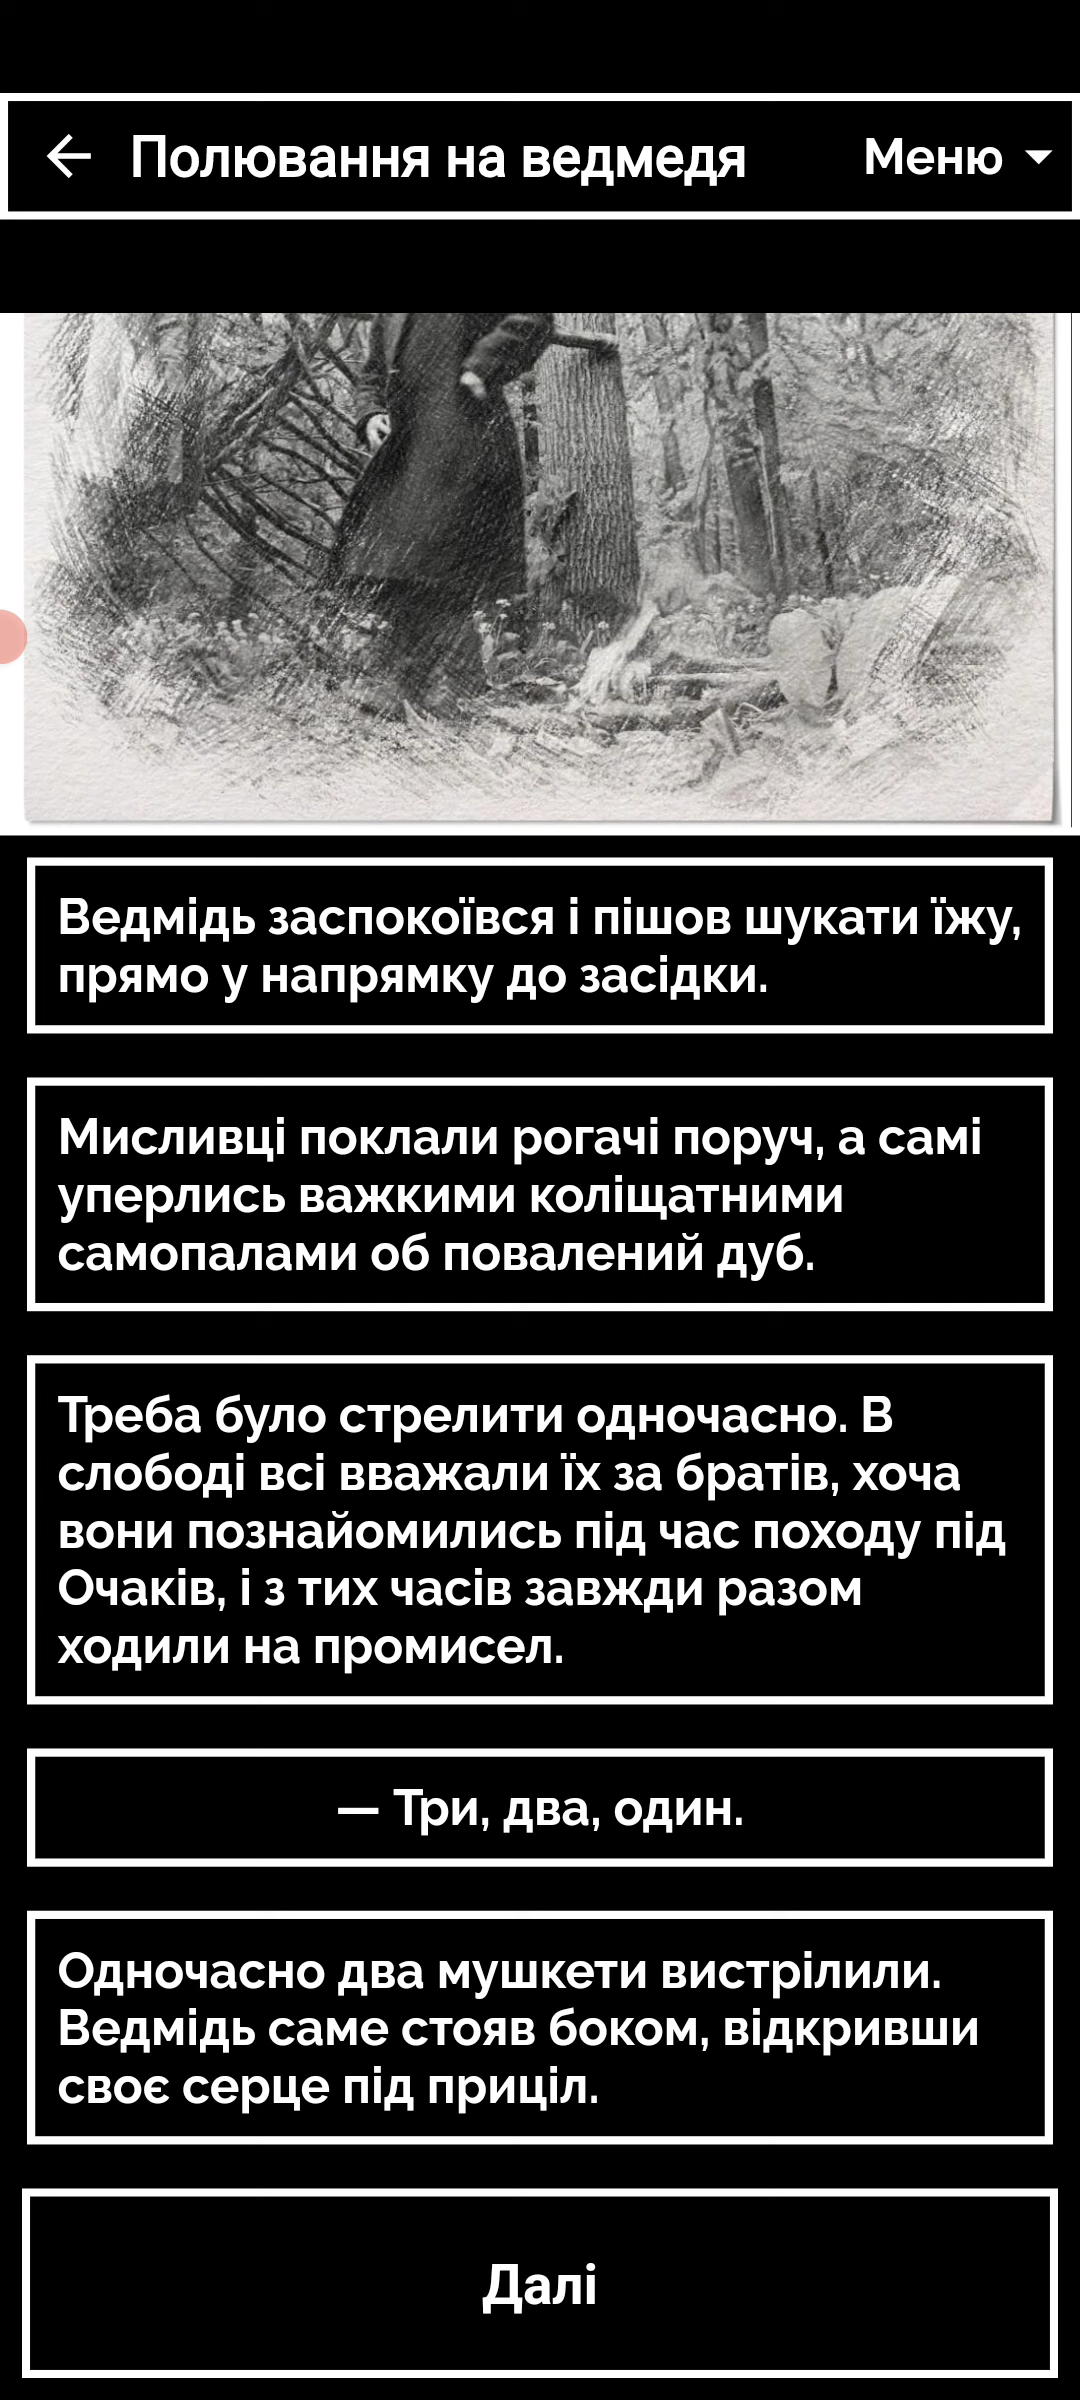 Полювання на ведмедя
Меню
Ведмідь заспокоївся і пішов шукати їжу,
прямо у напрямку до засідки.
Мисливці поклали рогачі поруч, а самі
уперлись важкими коліщатними
самопалами об повалений дуб.
Треба було стрелити одночасно. В
слободі всі вважали їх за братів, хоча
вони познайомились під час походу під
Очаків, і з тих часів завжди разом
ходили на промисел.
— Три, два, один.
Одночасно два мушкети вистрілили.
Ведмідь саме стояв боком, відкривши
своє серце під приціл.
Далі